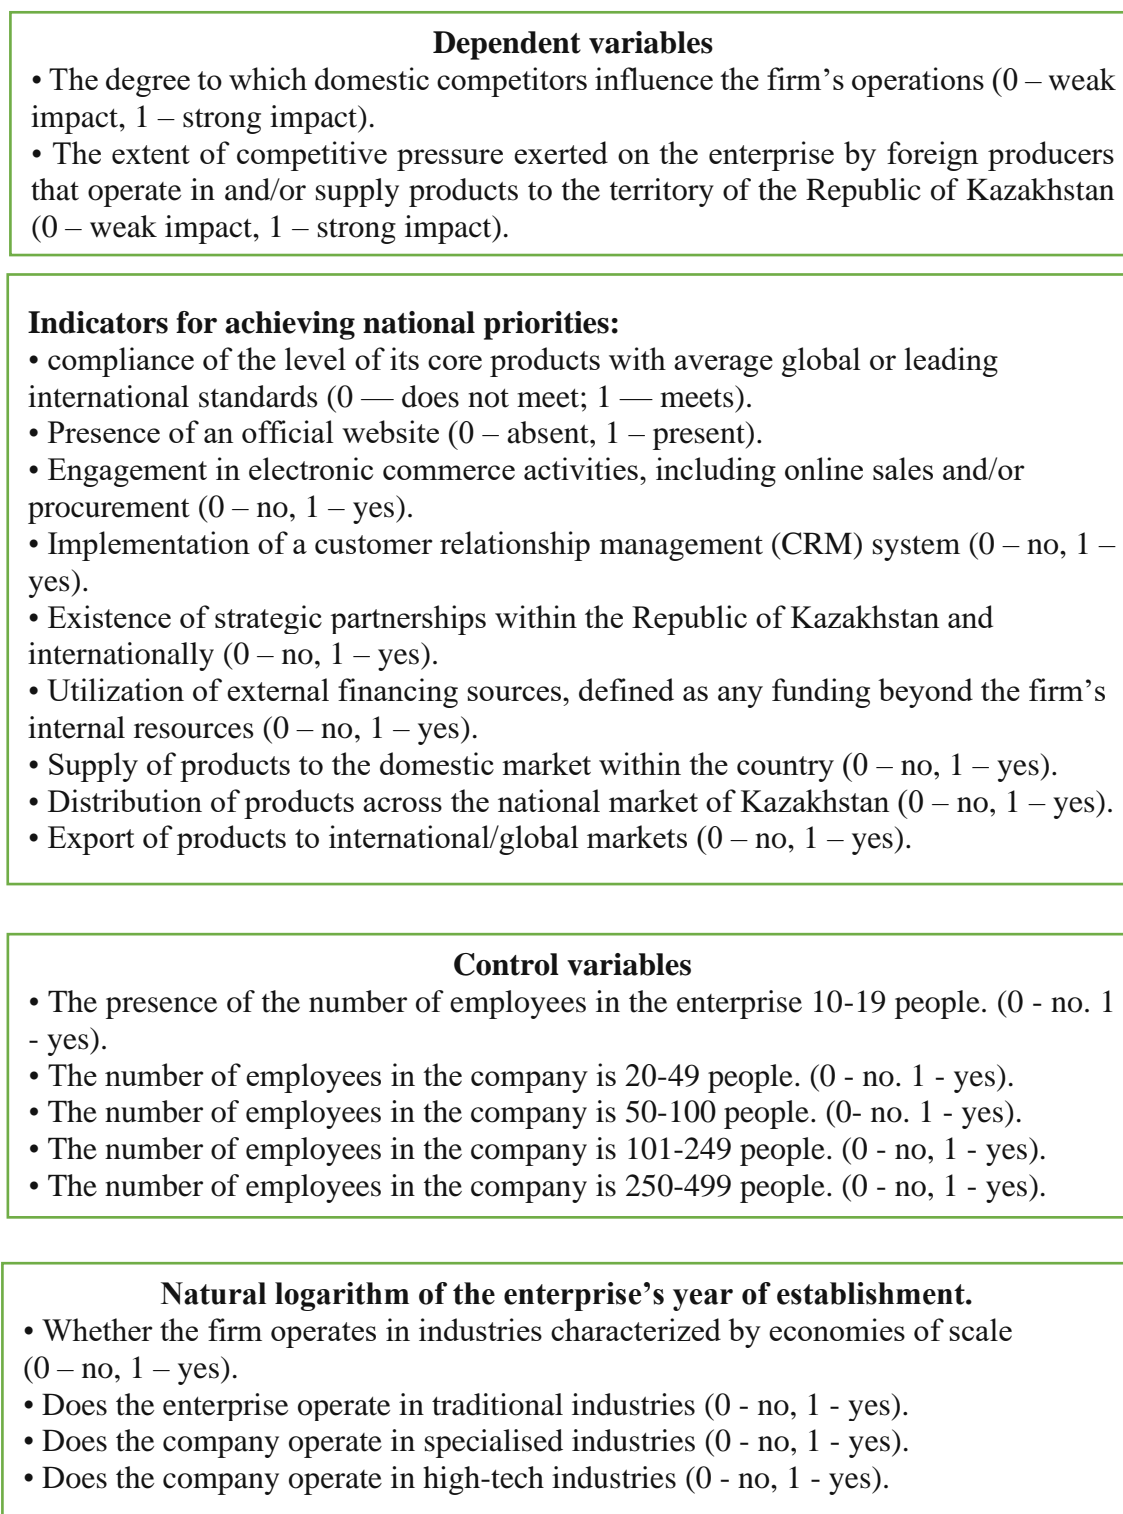 Dependent variables
• The degree to which domestic competitors influence the firm’s operations (0 – weak
impact, 1 – strong impact).
• The extent of competitive pressure exerted on the enterprise by foreign producers
that operate in and/or supply products to the territory of the Republic of Kazakhstan
(0 – weak impact, 1 – strong impact).
Indicators for achieving national priorities:
• compliance of the level of its core products with average global or leading
international standards (0 — does not meet; 1 — meets).
• Presence of an official website (0 – absent, 1 – present).
• Engagement in electronic commerce activities, including online sales and/or
procurement (0 – no, 1 – yes).
• Implementation of a customer relationship management (CRM) system (0 – no, 1 –
yes).
• Existence of strategic partnerships within the Republic of Kazakhstan and
internationally (0 – no, 1 – yes).
• Utilization of external financing sources, defined as any funding beyond the firm’s
internal resources (0 – no, 1 – yes).
• Supply of products to the domestic market within the country (0 – no, 1 – yes).
• Distribution of products across the national market of Kazakhstan (0 – no, 1 – yes).
• Export of products to international/global markets (0 – no, 1 – yes).
Control variables
• The presence of the number of employees in the enterprise 10-19 people. (0 - no. 1
- yes).
• The number of employees in the company is 20-49 people. (0 - no. 1 - yes).
• The number of employees in the company is 50-100 people. (0- no. 1 - yes).
• The number of employees in the company is 101-249 people. (0 - no, 1 - yes).
• The number of employees in the company is 250-499 people. (0 - no, 1 - yes).
Natural logarithm of the enterprise’s year of establishment.
• Whether the firm operates in industries characterized by economies of scale
(0 – no, 1 – yes).
• Does the enterprise operate in traditional industries (0 - no, 1 - yes).
• Does the company operate in specialised industries (0 - no, 1 - yes).
• Does the company operate in high-tech industries (0 - no, 1 - yes).